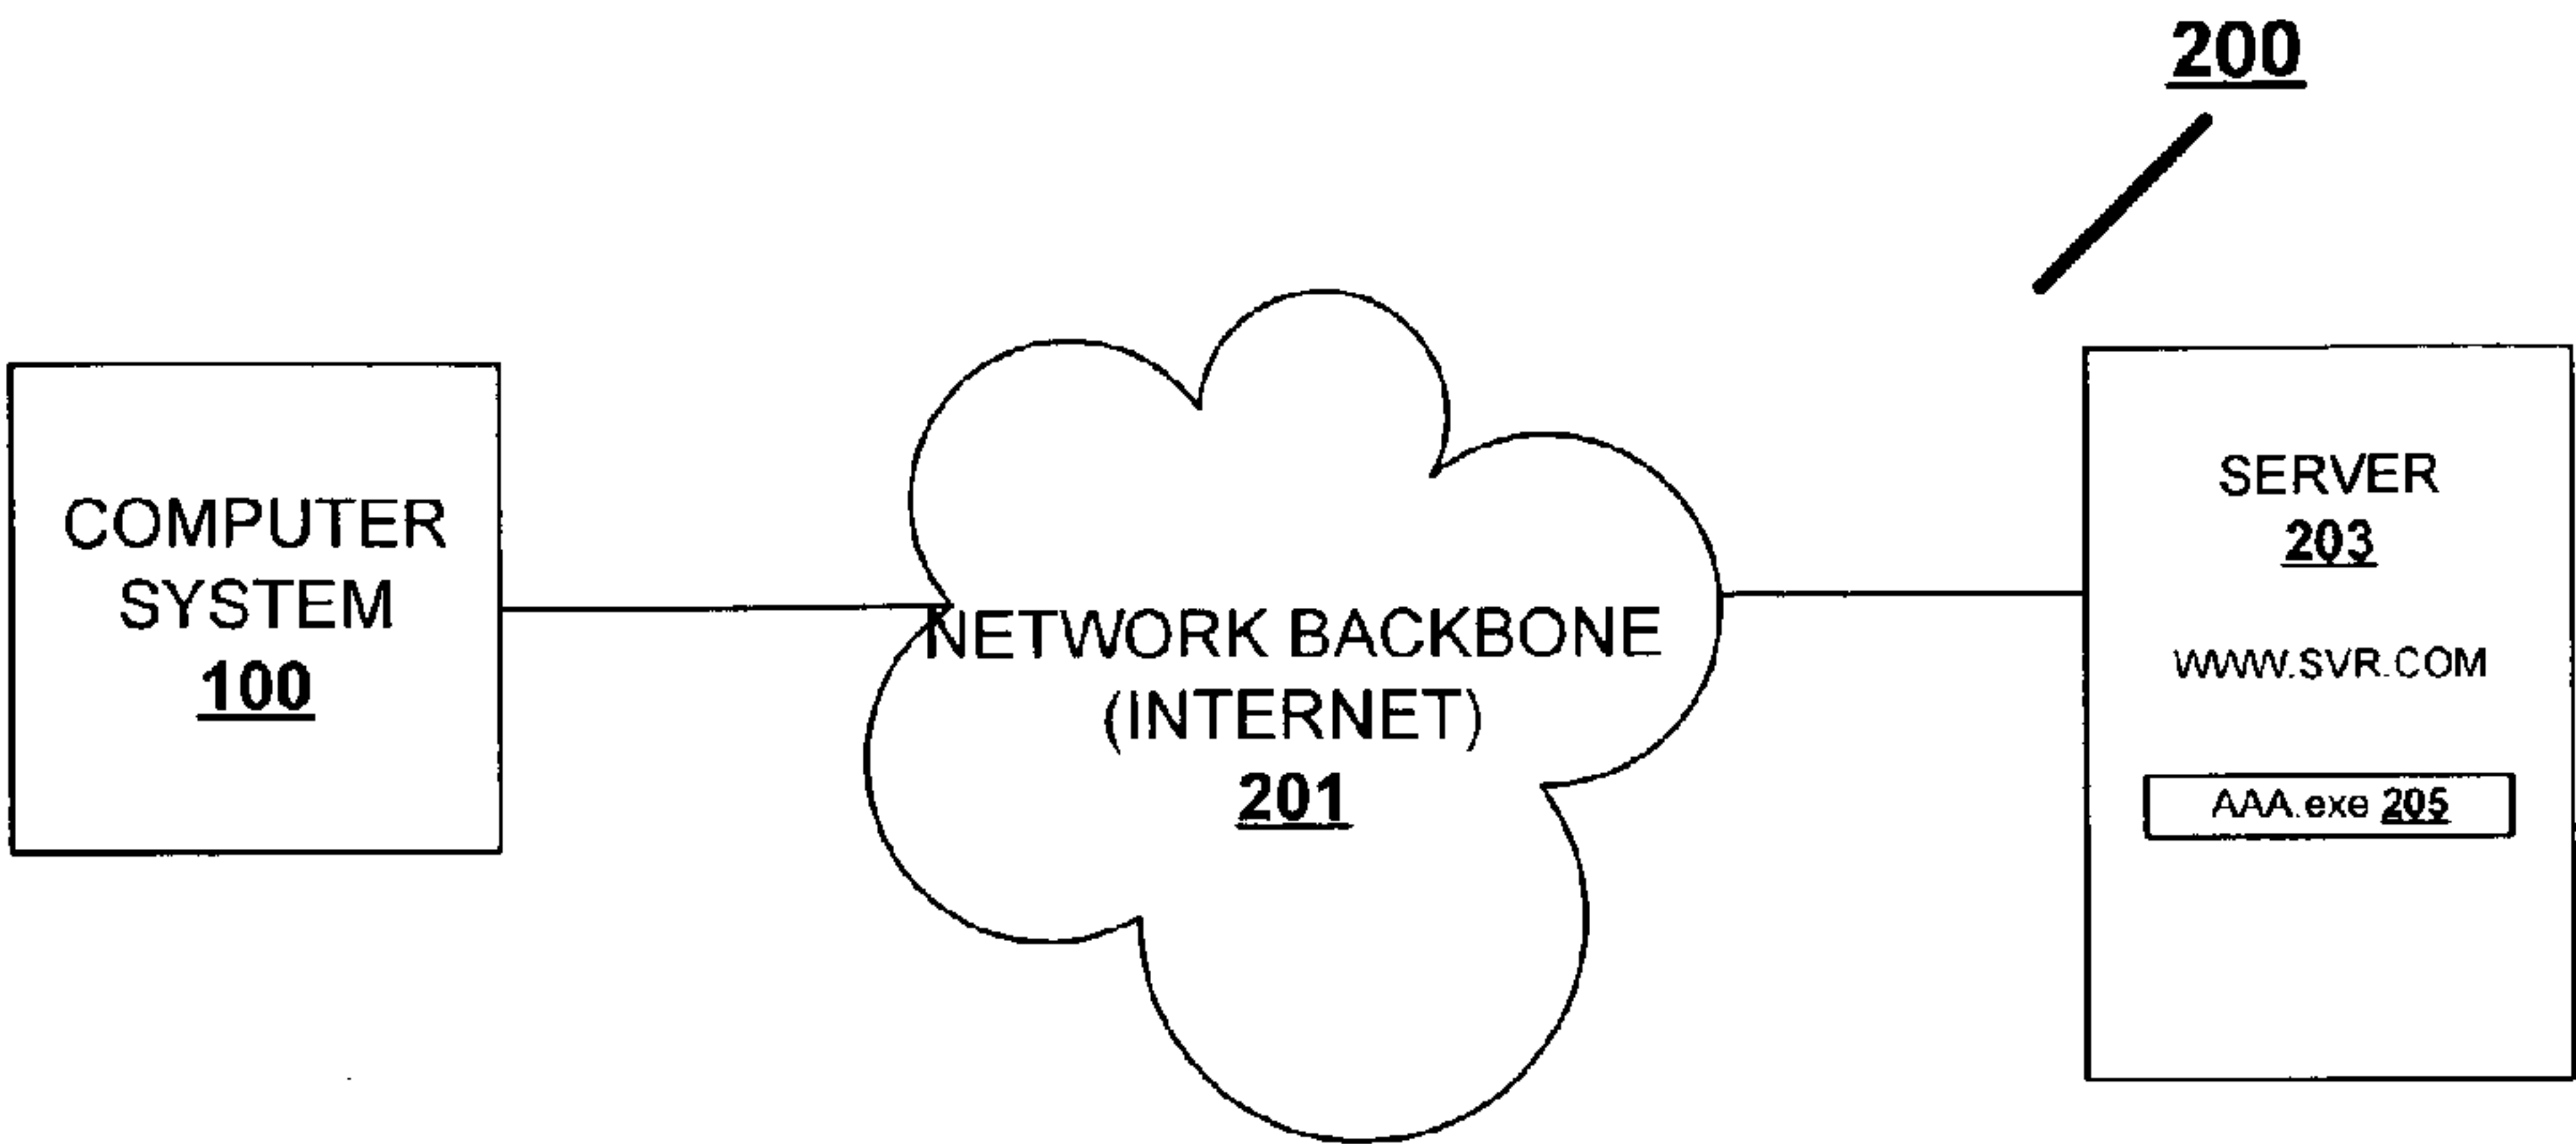 200
COMPUTER
SYSTEM
100
NETWORK BACKBONE
(INTERNET)
201
SERVER
203
WWW.SVR.COM
AAA.exe 205